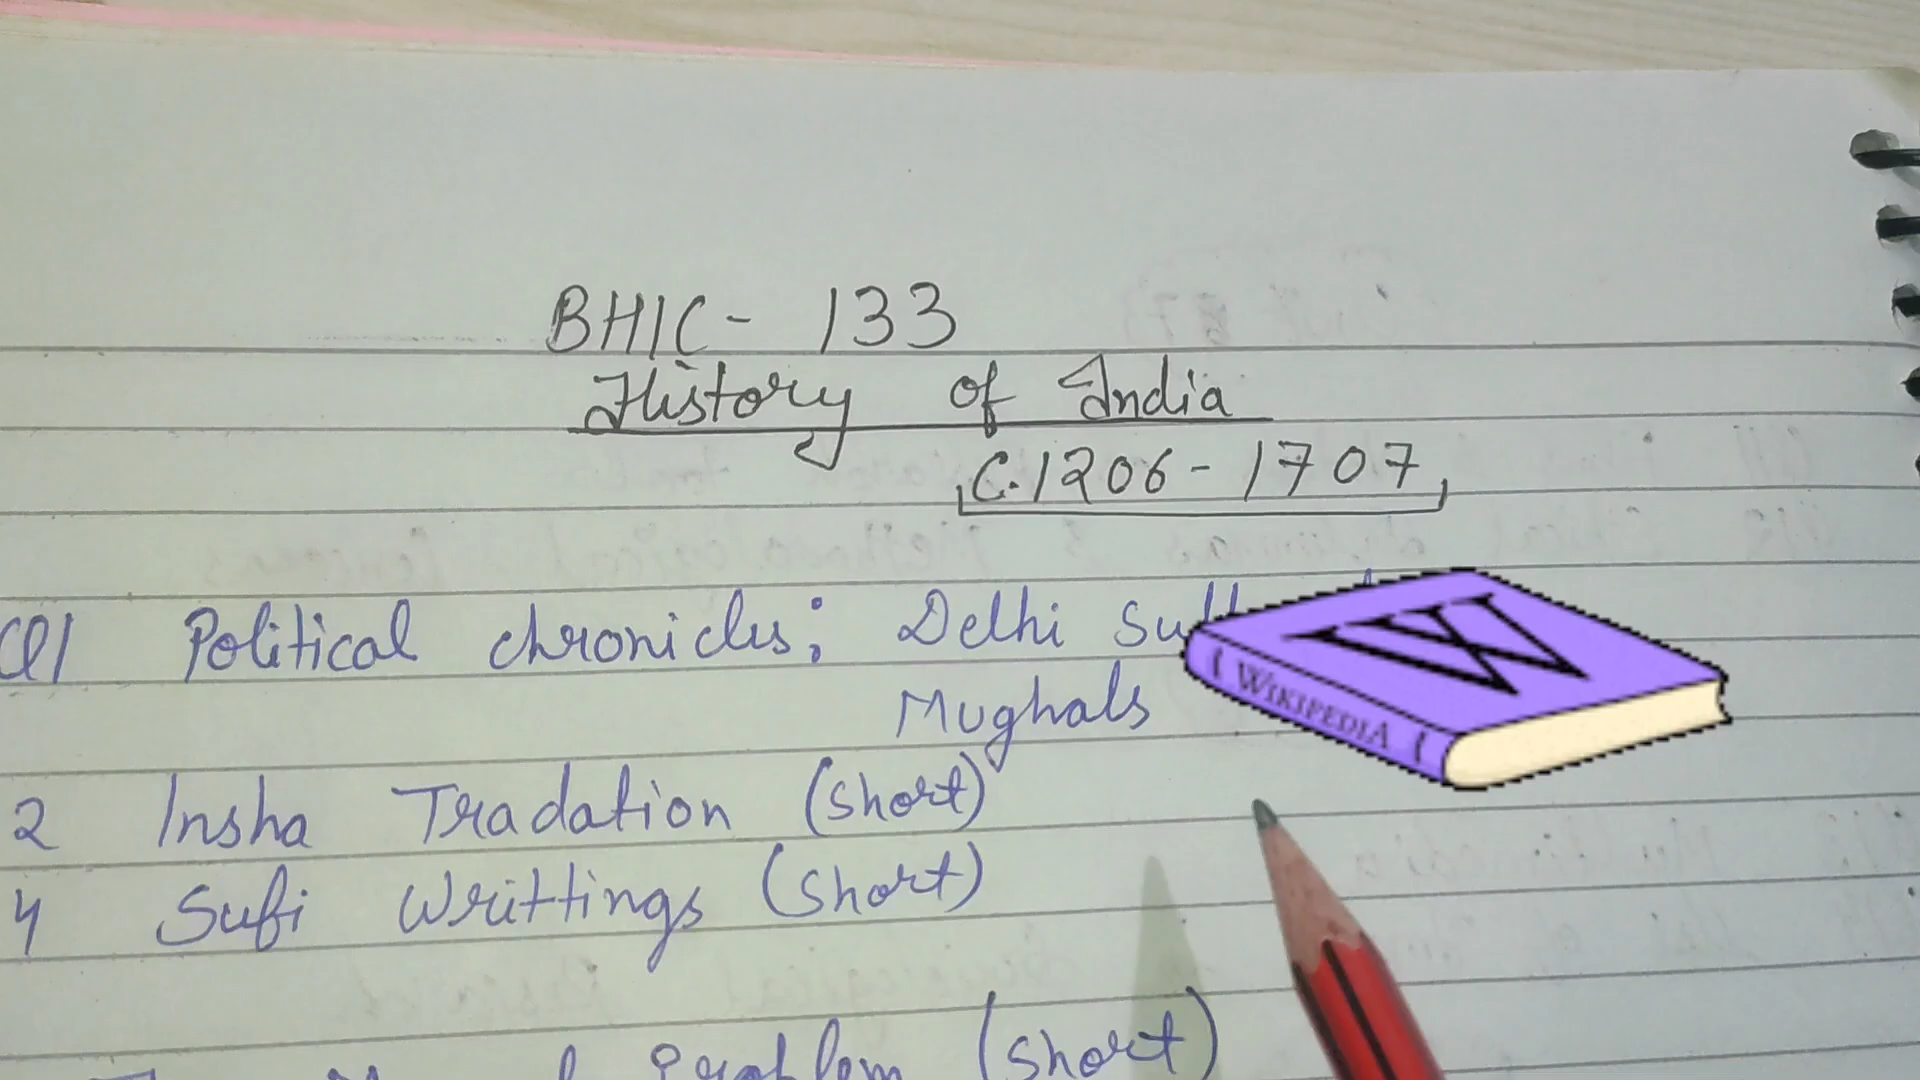 BHIC- 133
History of India
C. 1206 - 1707
Q1 Political chronicles; Delhi
Mughals
W
WIKIPEDIA
2 Insha Tradation (Short)
4 Sufi Writtings (Short)
Problem (Short)